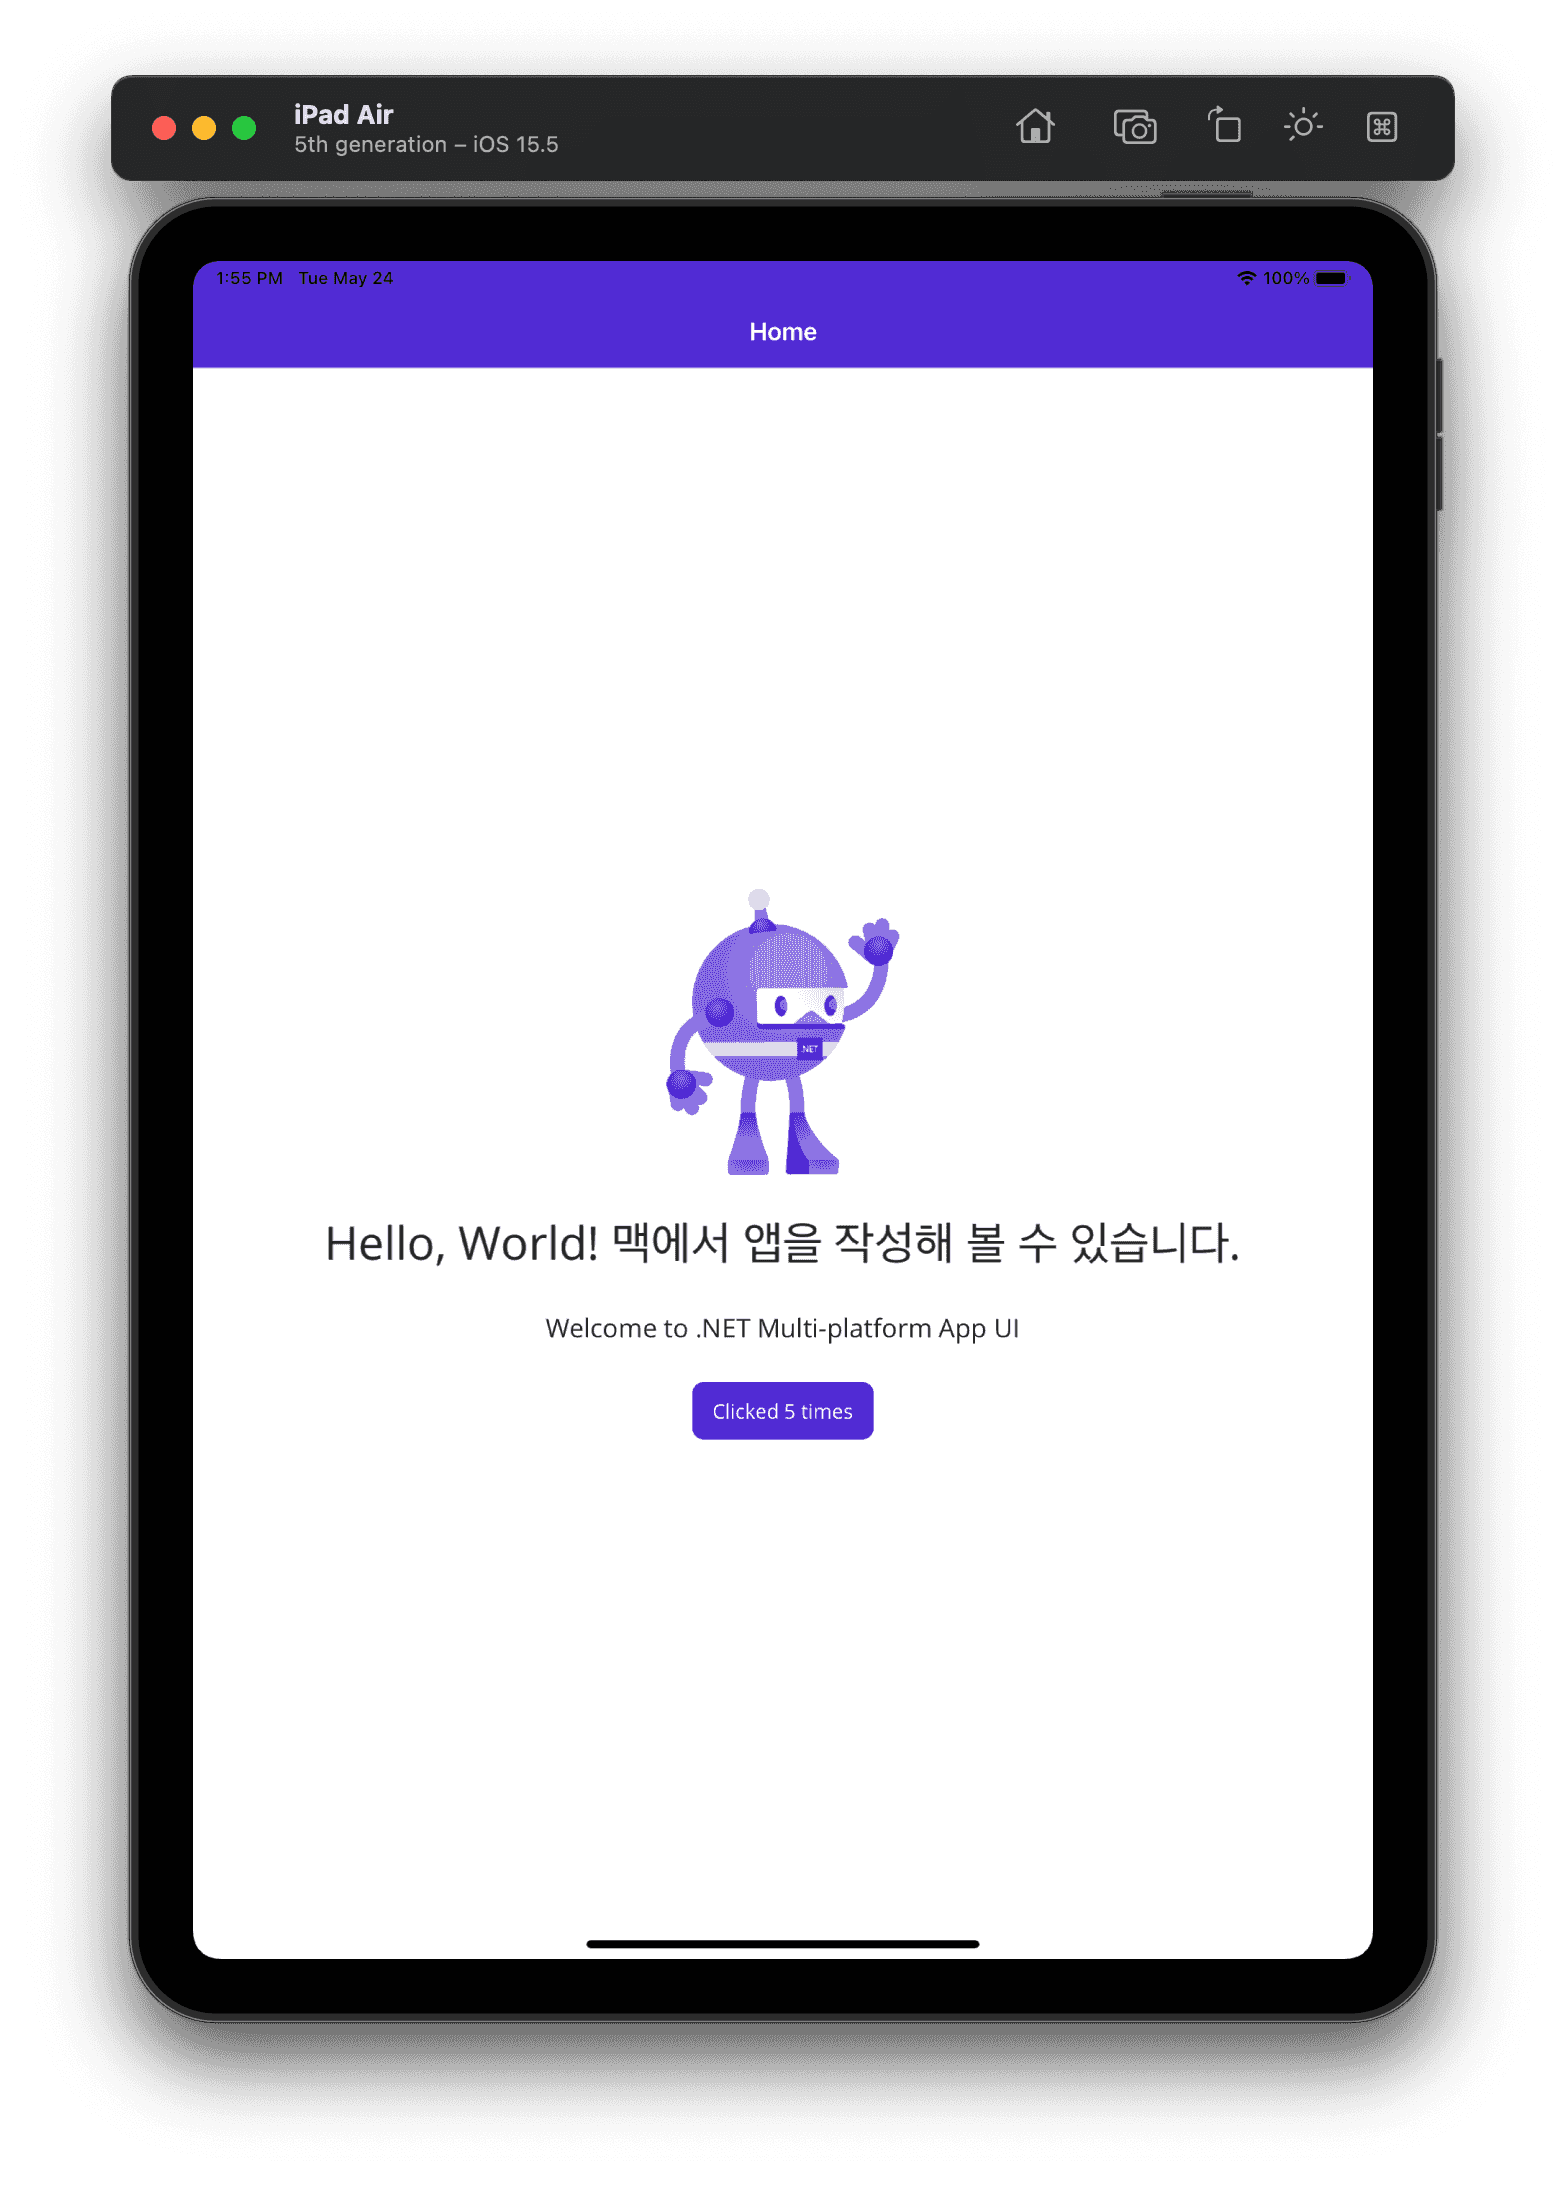 iPad Air
5th generation – iOS 15.5
1:55 PM Tue May 24
100%
Home
.NET
Hello, World! 맥에서 앱을 작성해 볼 수 있습니다.
Welcome to .NET Multi-platform App UI
Clicked 5 times